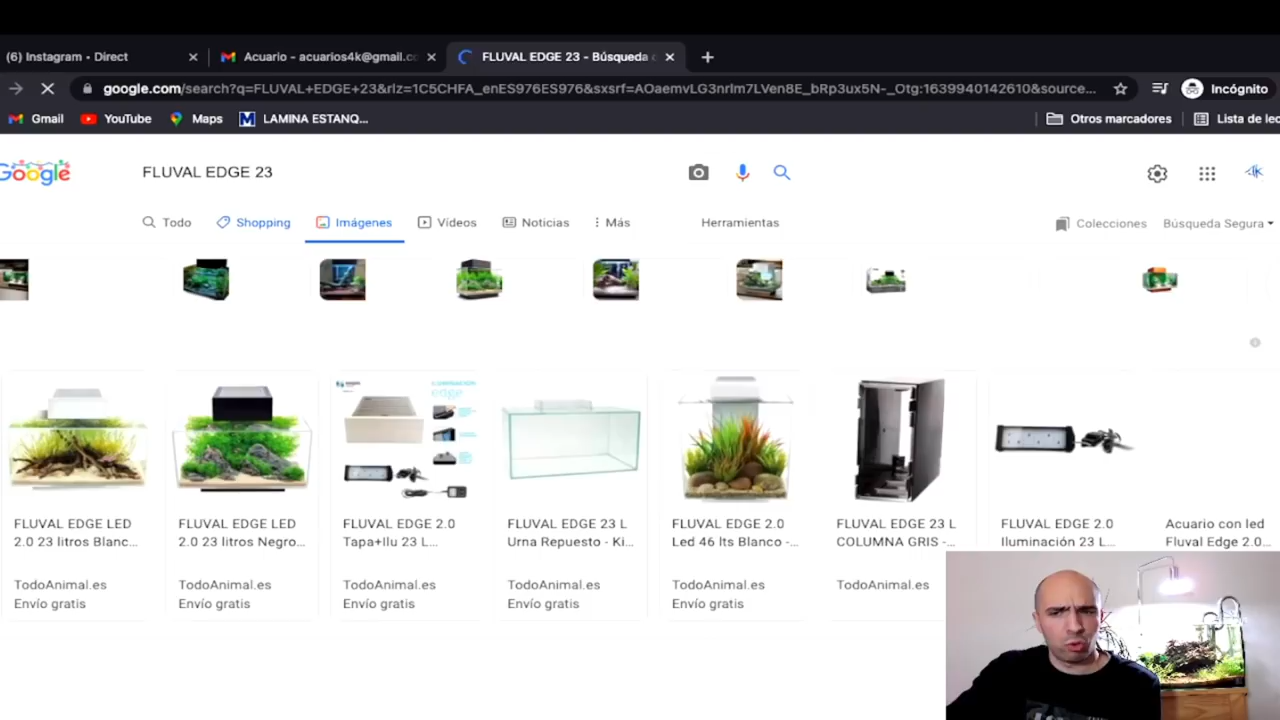 (6) Instagram • Direct
Acuario - acuarios4k@gmail.cc
FLUVAL EDGE 23 - Búsqueda
google.com/search?q=FLUVAL+EDGE+23&rlz=1C5CHFA_enES976ES976&sxsrf=AOaemvLG3nrlm7LVen8E_bRp3ux5N-_Otg:1639940142610&source...
Incógnito
Gmail
YouTube
Maps
LAMINA ESTANQ...
Otros marcadores
Lista de lec
Google
FLUVAL EDGE 23
Todo
Shopping
Imágenes
Vídeos
Noticias
Más
Herramientas
Colecciones
Búsqueda Segura
FLUVAL EDGE LED
2.0 23 litros Blanc...
TodoAnimal.es
Envío gratis
FLUVAL EDGE LED
2.0 23 litros Negro...
TodoAnimal.es
Envío gratis
FLUVAL EDGE 2.0
Tapa+Ilu 23 L...
TodoAnimal.es
Envío gratis
FLUVAL EDGE 23 L
Urna Repuesto - Ki...
TodoAnimal.es
Envío gratis
FLUVAL EDGE 2.0
Led 46 lts Blanco -...
TodoAnimal.es
Envío gratis
FLUVAL EDGE 23 L
COLUMNA GRIS -...
TodoAnimal.es
FLUVAL EDGE 2.0
Iluminación 23 L...
Acuario con led
Fluval Edge 2.0...